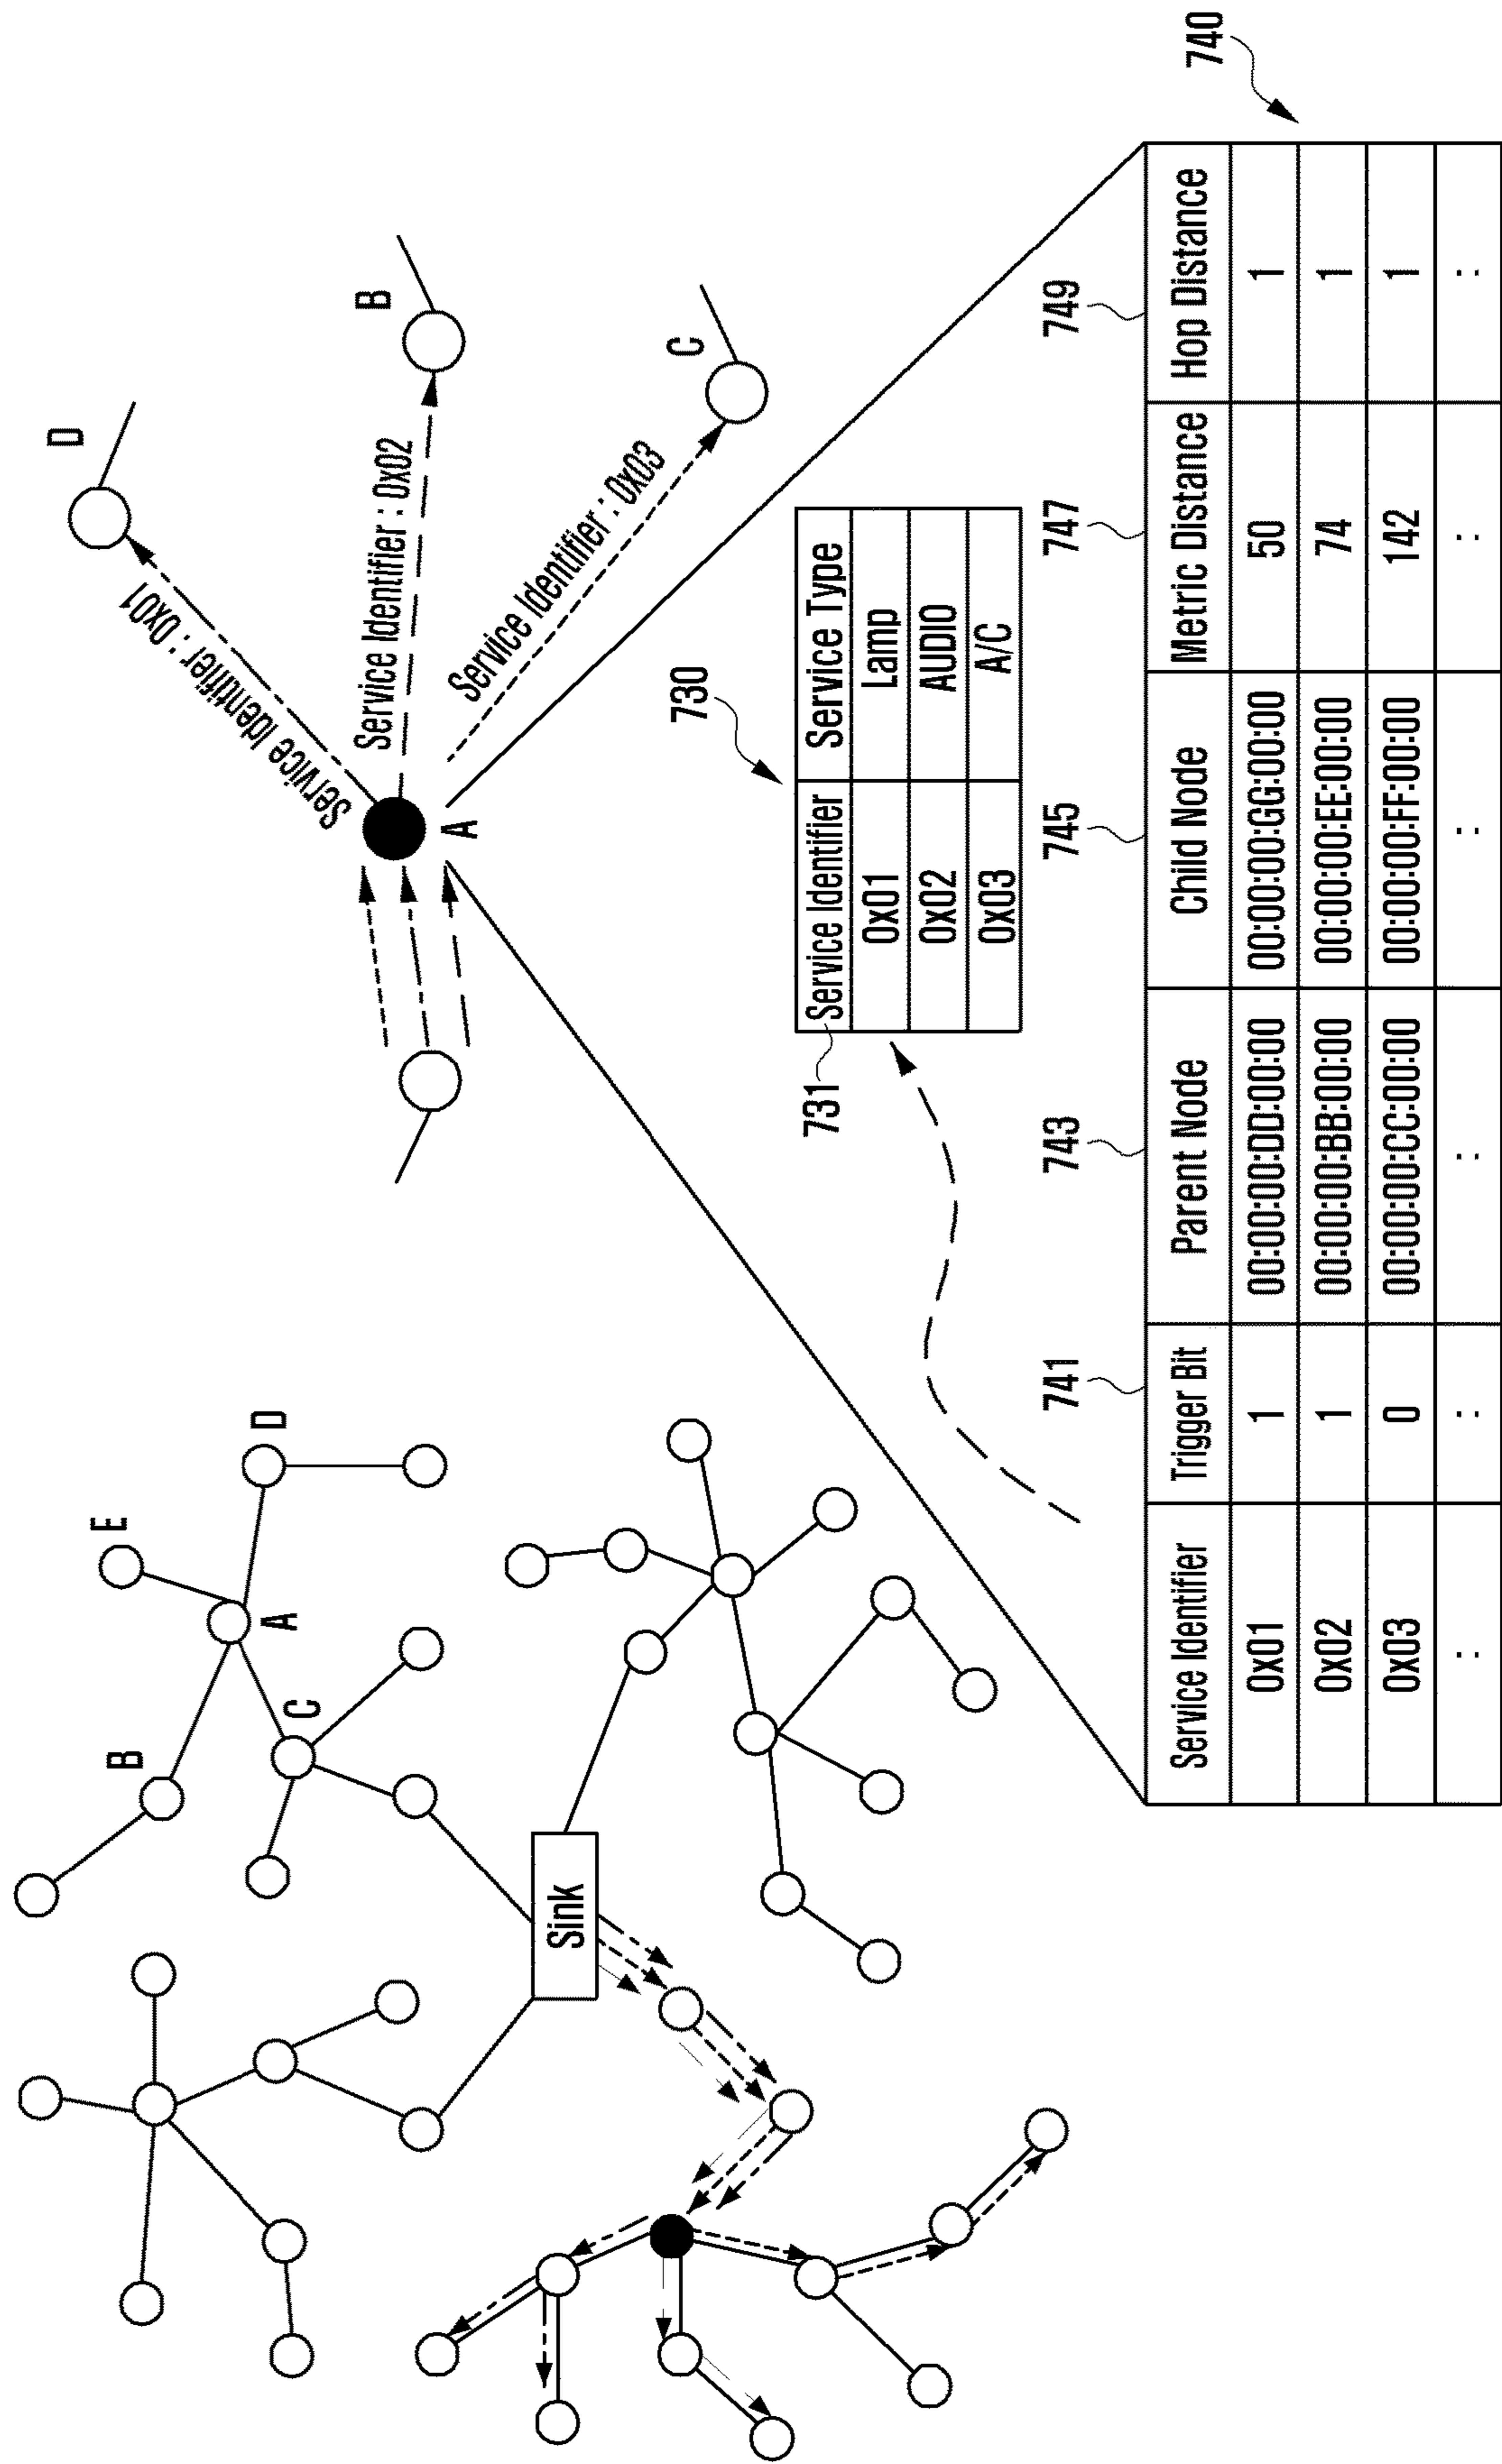 E
D
B
A
C
Sink
D
Service Identifier : 0x01
B
Service Identifier : 0x02
A
Service Identifier : 0x03
C
730
731
Service Identifier Service Type
0x01 Lamp
0x02 AUDIO
0x03 A/C
740
741 743 745 747 749
Service Identifier Trigger Bit Parent Node Child Node Metric Distance Hop Distance
0x01 1 00:00:00:DD:00:00 00:00:00:GG:00:00 50 1
0x02 1 00:00:00:BB:00:00 00:00:00:EE:00:00 74 1
0x03 0 00:00:00:CC:00:00 00:00:00:FF:00:00 142 1
: : : : : :